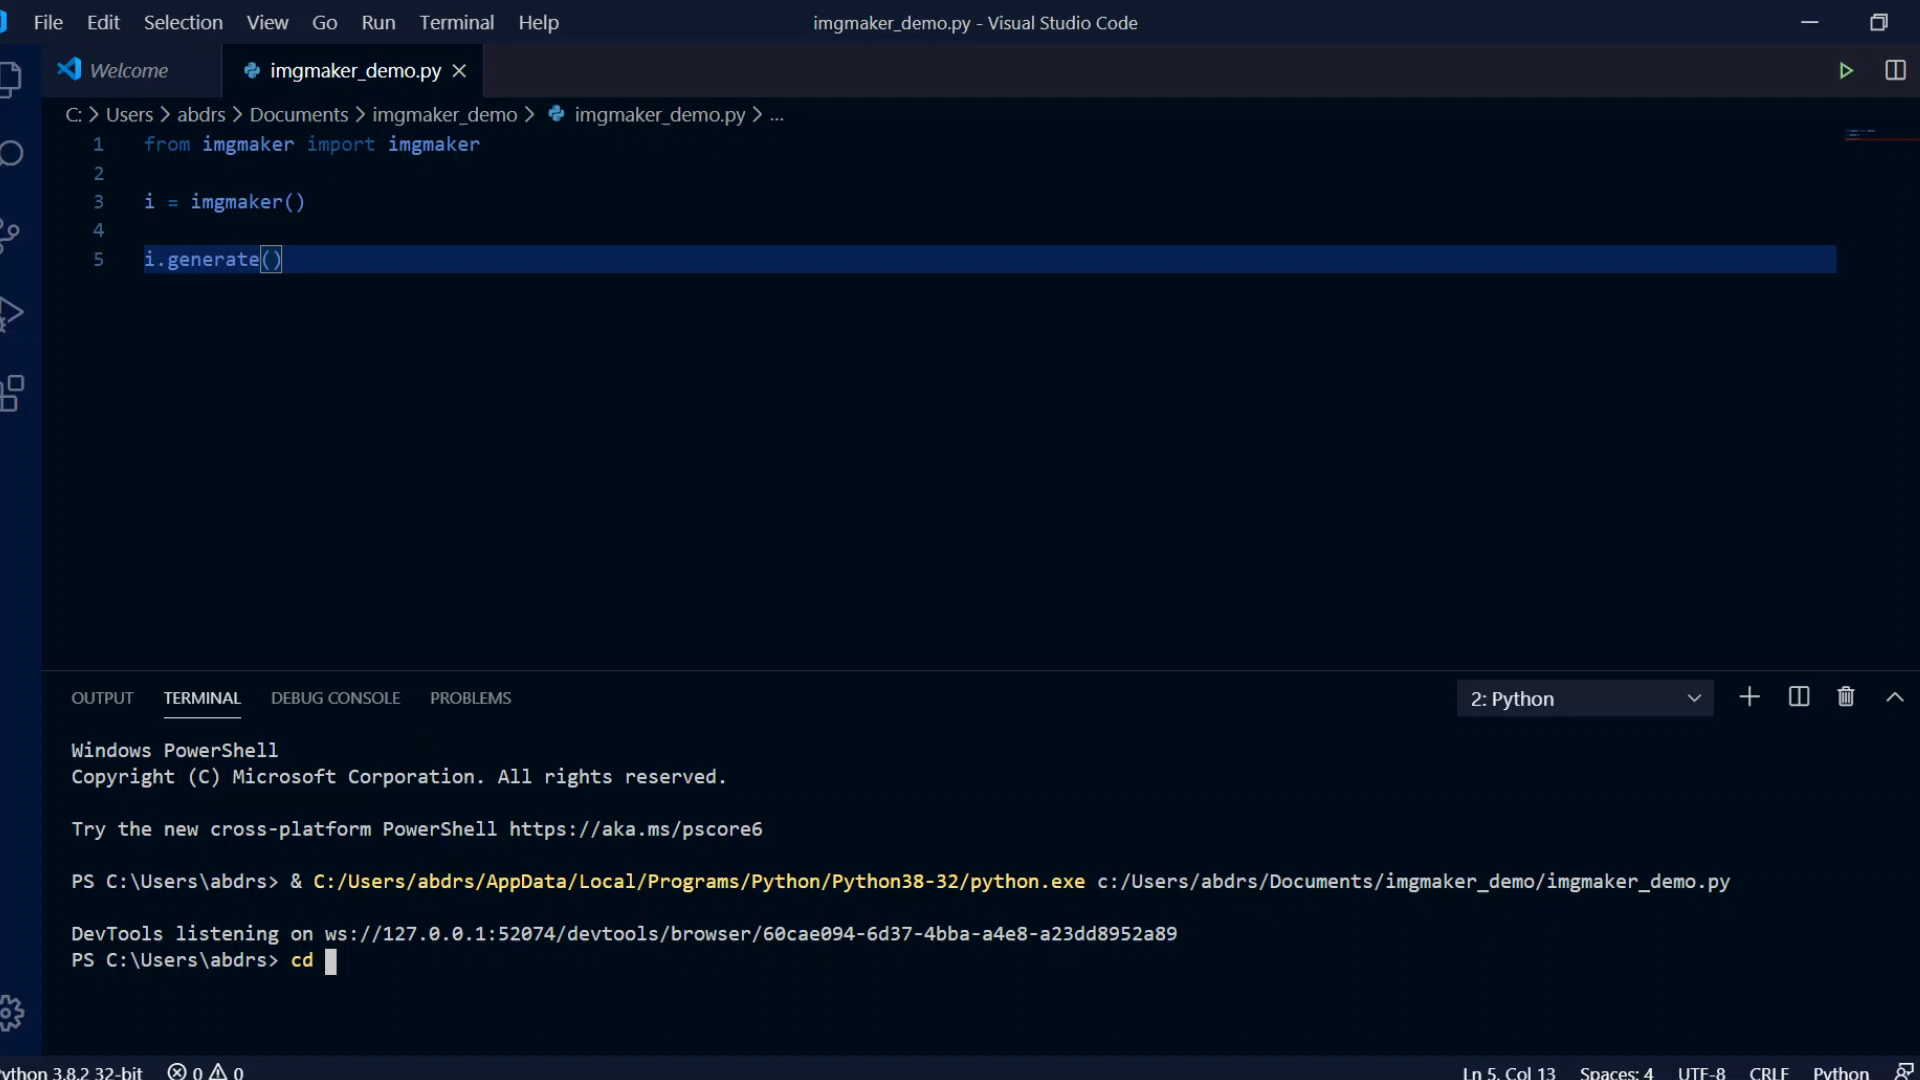 File Edit Selection View Go Run Terminal Help imgmaker_demo.py - Visual Studio Code
Welcome imgmaker_demo.py
C: > Users > abdrs > Documents > imgmaker_demo > imgmaker_demo.py > ...
1 from imgmaker import imgmaker
2
3 i = imgmaker()
4
5 i.generate()
OUTPUT TERMINAL DEBUG CONSOLE PROBLEMS 2: Python
Windows PowerShell
Copyright (C) Microsoft Corporation. All rights reserved.
Try the new cross-platform PowerShell https://aka.ms/pscore6
PS C:\Users\abdrs> & C:/Users/abdrs/AppData/Local/Programs/Python/Python38-32/python.exe c:/Users/abdrs/Documents/imgmaker_demo/imgmaker_demo.py
DevTools listening on ws://127.0.0.1:52074/devtools/browser/60cae094-6d37-4bba-a4e8-a23dd8952a89
PS C:\Users\abdrs> cd
ython 3.8.2 32-bit 0 0 Ln 5, Col 13 Spaces: 4 UTF-8 CRLF Python